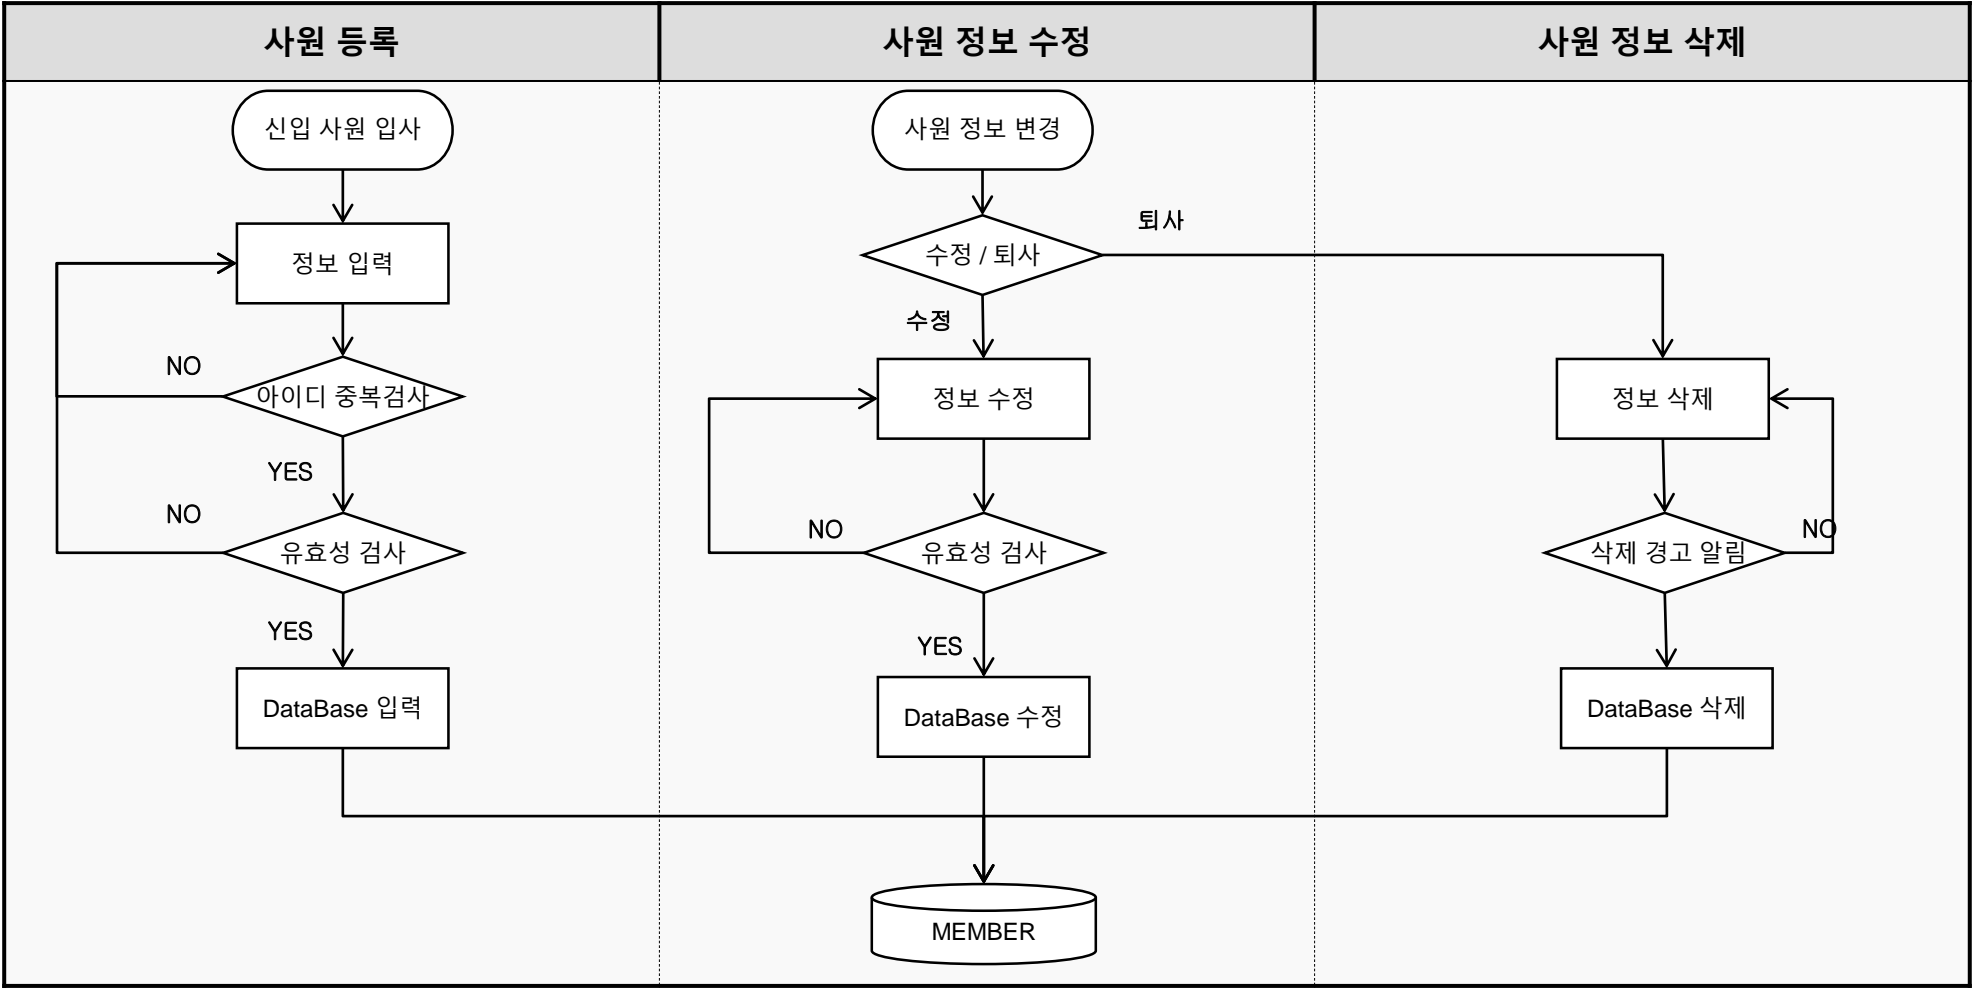 사원 등록
사원 정보 수정
사원 정보 삭제
신입 사원 입사
정보 입력
NO
아이디 중복검사
YES
NO
유효성 검사
YES
DataBase 입력
사원 정보 변경
퇴사
수정 / 퇴사
수정
정보 수정
NO
유효성 검사
YES
DataBase 수정
MEMBER
정보 삭제
NO
삭제 경고 알림
DataBase 삭제